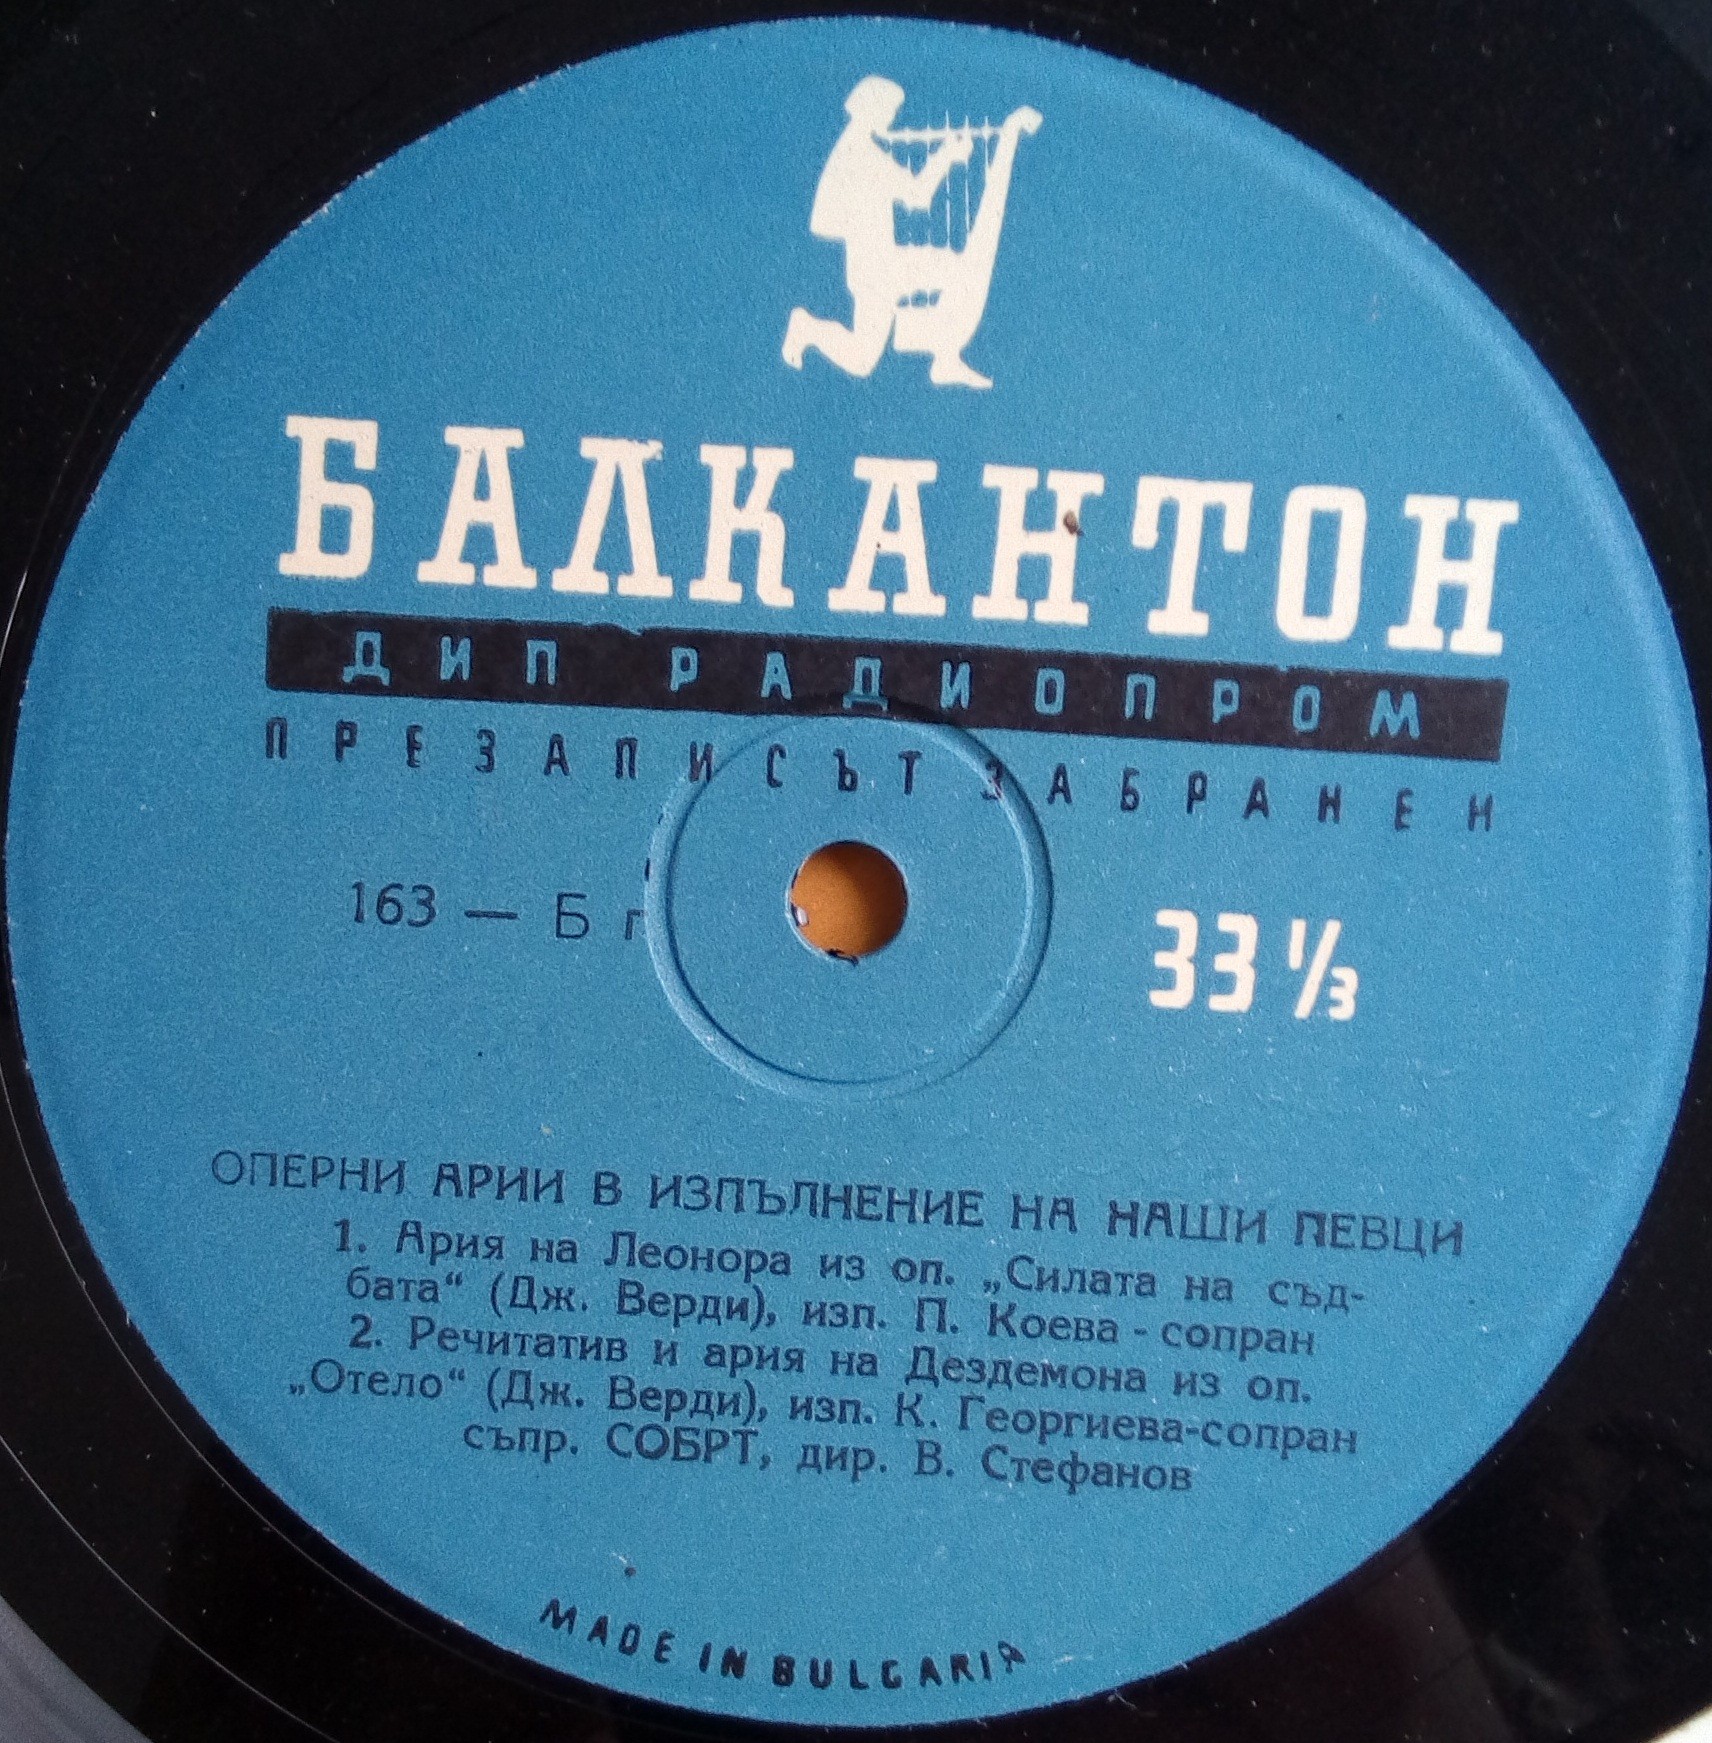 БАЛКАНТОН
ДИП РАДИОПРОМ
ПРЕЗАПИСЪТ ЗАБРАНЕН
163 — Б г
33 1/3
ОПЕРНИ АРИИ В ИЗПЪЛНЕНИЕ НА НАШИ ПЕВЦИ
1. Ария на Леонора из оп. „Силата на съд-
бата“ (Дж. Верди), изп. П. Коева - сопран
2. Речитатив и ария на Дездемона из оп.
„Отело“ (Дж. Верди), изп. К. Георгиева-сопран
съпр. СОБРТ, дир. В. Стефанов
MADE IN BULGARIA